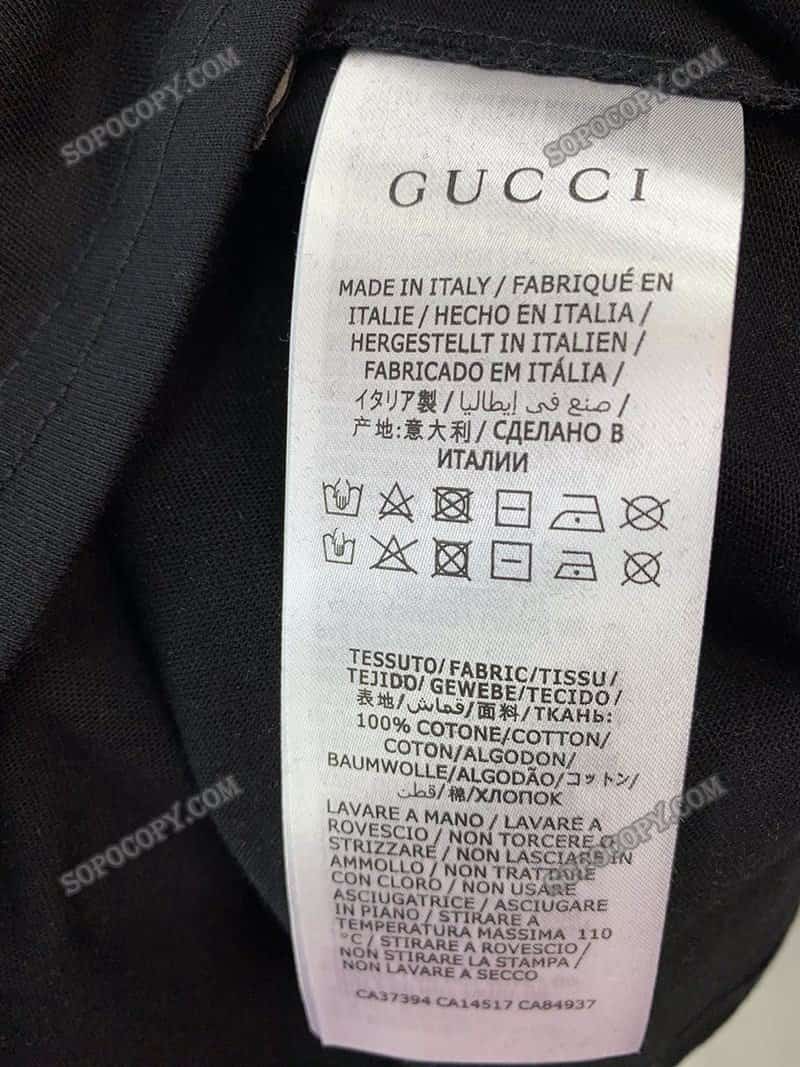 SOPOCOPY.COM
SOPOCOPY.COM
GUCCI
MADE IN ITALY / FABRIQUÉ EN
ITALIE / HECHO EN ITALIA /
HERGESTELLT IN ITALIEN /
FABRICADO EM ITÁLIA /
イタリア製 / صنع في إيطاليا /
产地:意大利 / СДЕЛАНО В
ИТАЛИИ
TESSUTO/FABRIC/TISSU/
TEJIDO/GEWEBE/TECIDO/
表地/قماش/面料/ТКАНЬ:
100% COTONE/COTTON/
COTON/ALGODON/
BAUMWOLLE/ALGODÃO/コットン/
قطن/棉/ХЛОПОК
LAVARE A MANO / LAVARE A
ROVESCIO / NON TORCERE O
STRIZZARE / NON LASCIARE IN
AMMOLLO / NON TRATTARE
CON CLORO / NON USARE
ASCIUGATRICE / ASCIUGARE
IN PIANO / STIRARE A
TEMPERATURA MASSIMA 110
°C / STIRARE A ROVESCIO /
NON STIRARE LA STAMPA /
NON LAVARE A SECCO
CA37394 CA14517 CA84937
SOPOCOPY.COM
SOPOCOPY.COM